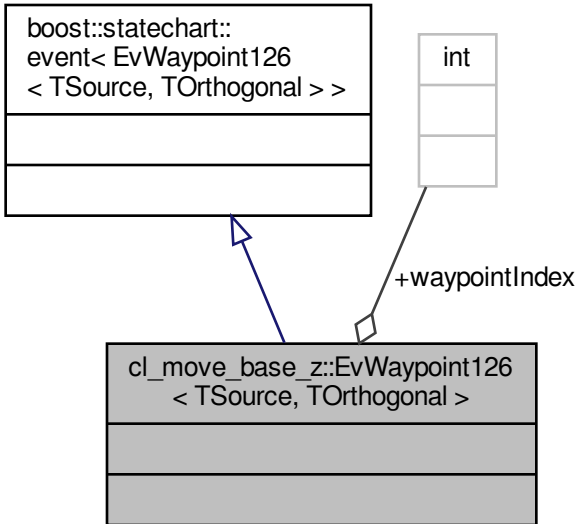 boost::statechart::
event< EvWaypoint126
< TSource, TOrthogonal > >
int
+waypointIndex
cl_move_base_z::EvWaypoint126
< TSource, TOrthogonal >